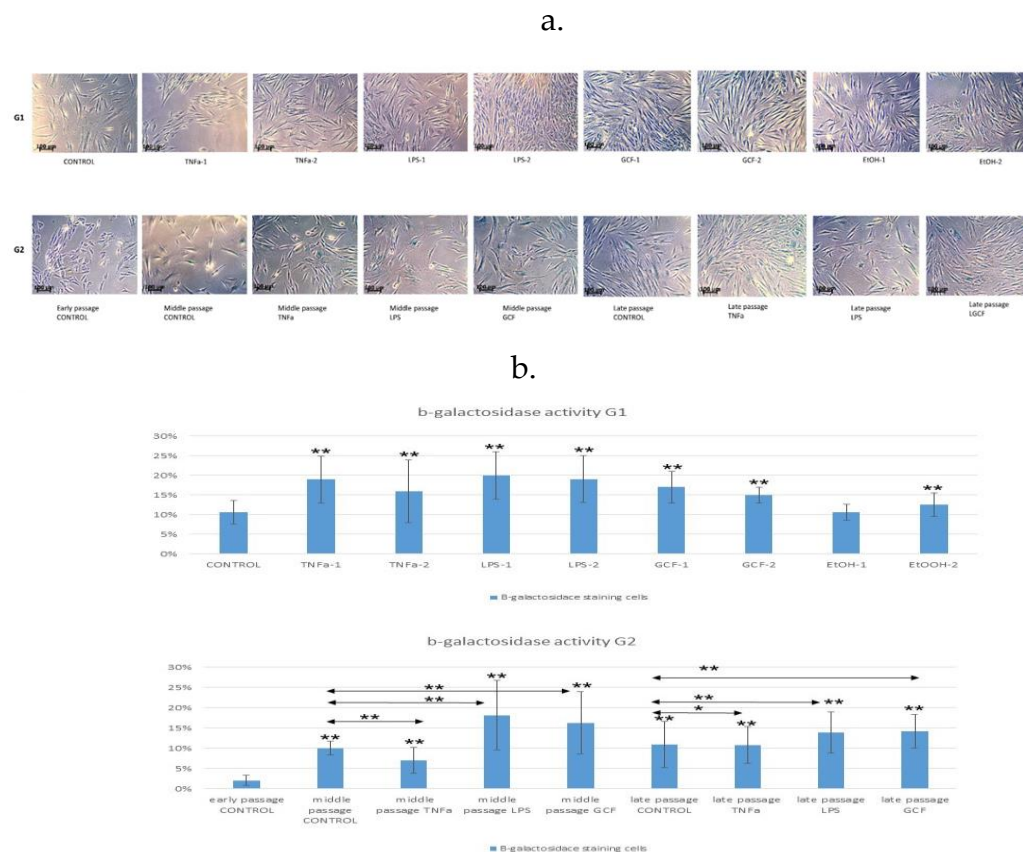 a.
G1
CONTROL TNFa-1 TNFa-2 LPS-1 LPS-2 GCF-1 GCF-2 EtOH-1 EtOH-2
G2
Early passage Middle passage Middle passage Middle passage Middle passage Late passage Late passage Late passage Late passage
CONTROL CONTROL TNFa LPS GCF CONTROL TNFa LPS LGCF
b.
b-galactosidase activity G1
30%
25%
20%
15%
10%
5%
0%
** ** ** ** ** ** **
CONTROL TNFa-1 TNFa-2 LPS-1 LPS-2 GCF-1 GCF-2 EtOH-1 EtOOH-2
B-galactosidace staining cells
b-galactosidase activity G2
30%
25%
20%
15%
10%
5%
0%
** ** ** ** ** * ** ** ** ** ** ** ** **
early passage middle middle middle middle late passage late passage late passage late passage
CONTROL passage passage TNFa passage LPS passage GCF CONTROL TNFa LPS GCF
CONTROL
B-galactosidace staining cells